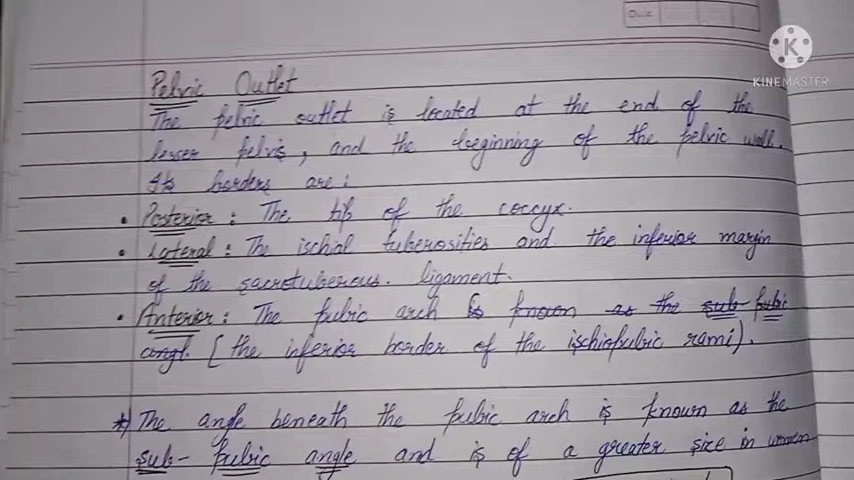 Date
K
KINEMASTER
Pelvic Outlet
The pelvic outlet is located at the end of the
lesser pelvis, and the beginning of the pelvic wall.
Its borders are:
• Posterior: The tip of the coccyx.
• Lateral: The ischial tuberosities and the inferior margin
of the sacrotuberous. ligament.
• Anterior: The pubic arch is known as the sub-pubic
angl. [the inferior border of the ischiopubic rami).
*) The angle beneath the pubic arch is known as the
sub-pubic angle and is of a greater size in women